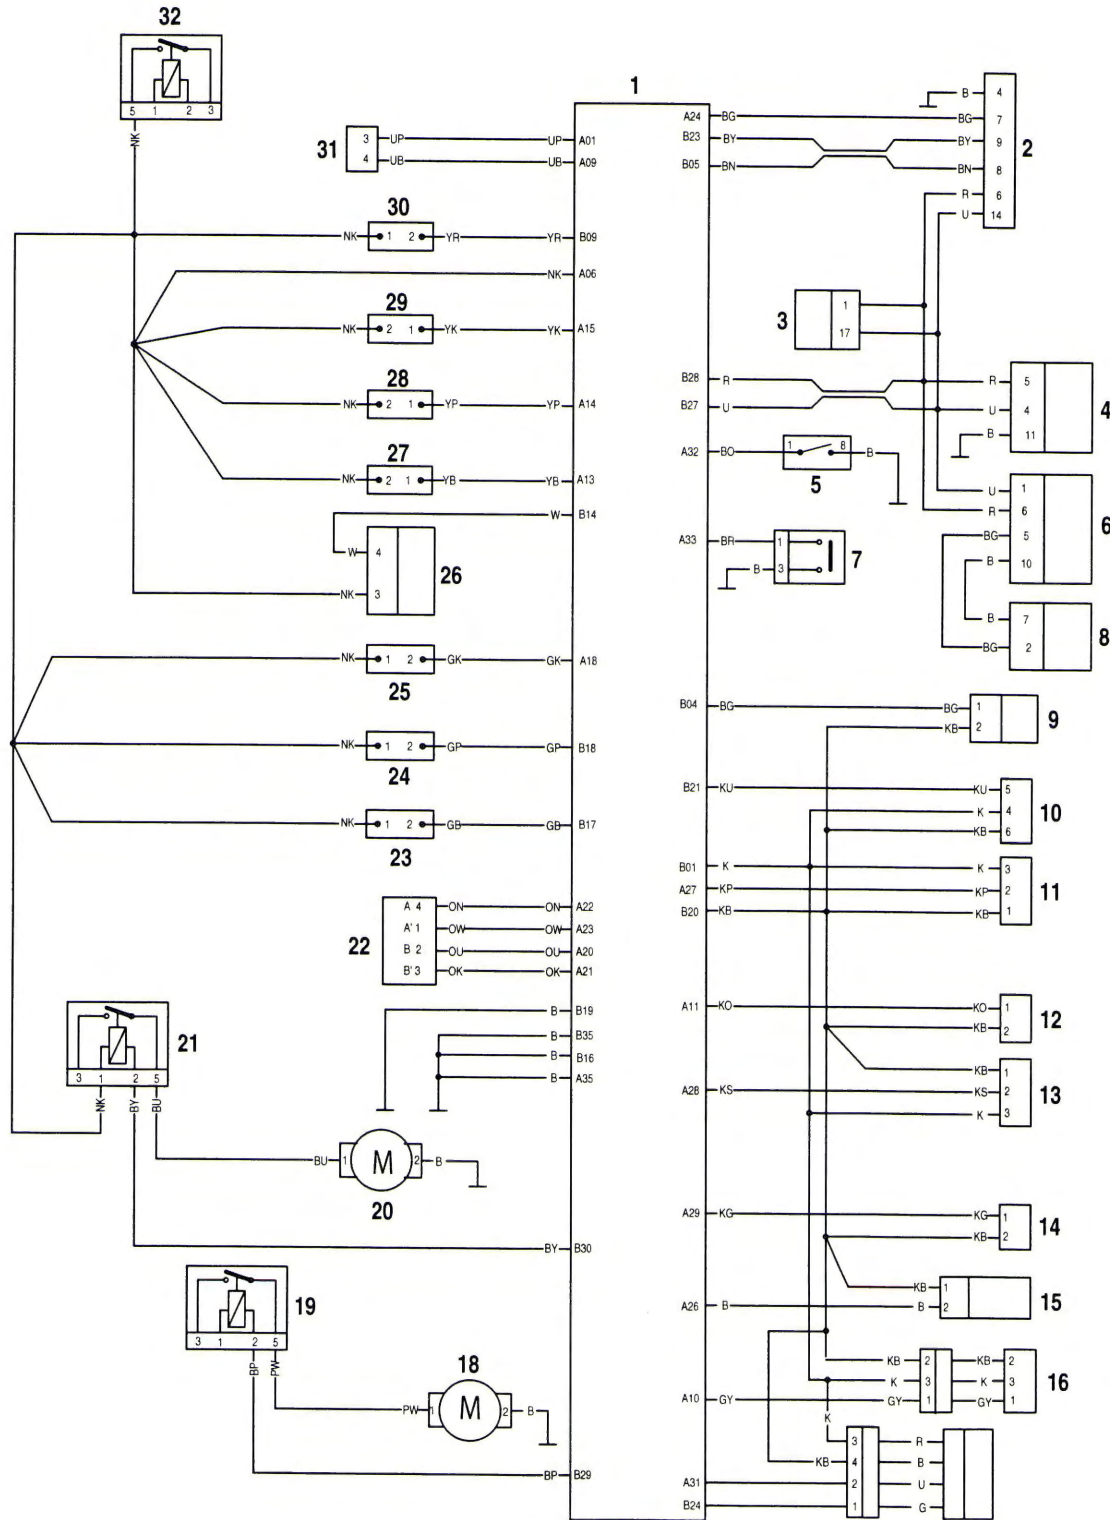 32
5 1 2 3
NK
1
31
3 UP UP A01
4 UB UB A09
30
NK 1 2 YR YR B09
NK A06
29
NK 2 1 YK YK A15
28
NK 2 1 YP YP A14
27
NK 2 1 YB YB A13
W B14
W 4
26
NK 3
NK 1 2 GK GK A18
25
NK 1 2 GP GP B18
24
NK 1 2 GB GB B17
23
22
A 4 ON ON A22
A' 1 OW OW A23
B 2 OU OU A20
B' 3 OK OK A21
B B19
B B35
B B16
B A35
21
3 1 2 5
NK BY BU
BU 1 M 2 B
20
BY B30
19
3 1 2 5
BP PW
18
PW 1 M 2 B
BP B29
A24 BG BG 7
B 4
B23 BY BY 9
2
B05 BN BN 8
R 6
U 14
3
1
17
B28 R R 5
B27 U U 4
4
B 11
A32 BO 1 8 B
5
U 1
R 6
6
BG 5
B 10
A33 BR 1
7
B 3
B 7
8
BG 2
B04 BG BG 1
9
KB 2
B21 KU KU 5
K 4
10
KB 6
B01 K K 3
A27 KP KP 2
11
B20 KB KB 1
A11 KO KO 1
12
KB 2
KB 1
A28 KS KS 2
13
K 3
A29 KG KG 1
14
KB 2
KB 1
15
A26 B B 2
KB 2 KB 2
K 3 K 3
16
A10 GY GY 1 GY 1
K
3 R
KB 4 B
A31 2 U
B24 1 G